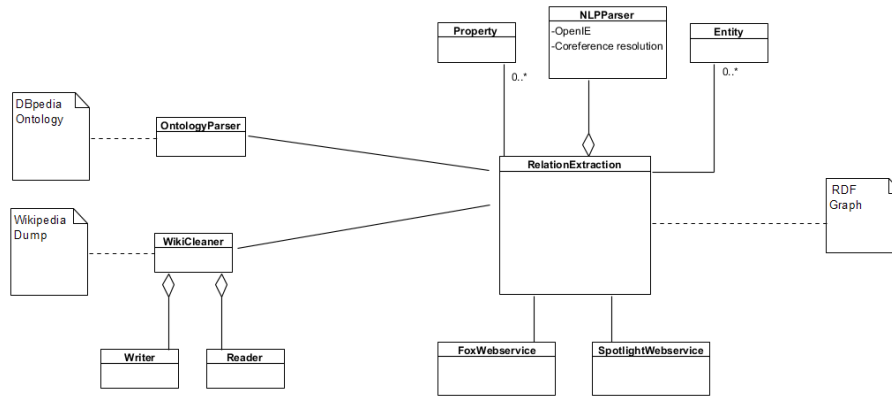 NLPParser
-OpenIE
-Coreference resolution
Property
Entity
0..*
0..*
DBpedia
Ontology
OntologyParser
RelationExtraction
RDF
Graph
Wikipedia
Dump
WikiCleaner
Writer
Reader
FoxWebservice
SpotlightWebservice